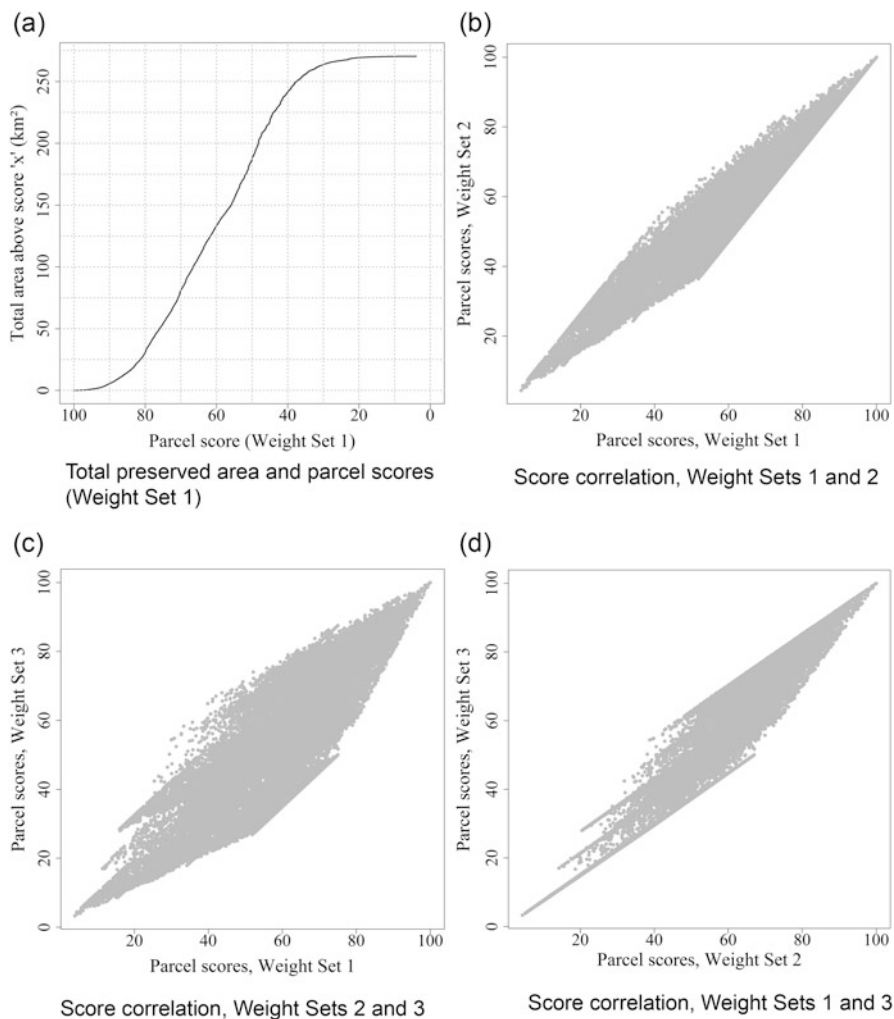 (a)
Total area above score 'x' (km²)
250
200
150
100
50
0
100 80 60 40 20 0
Parcel score (Weight Set 1)
Total preserved area and parcel scores
(Weight Set 1)
(b)
Parcel scores, Weight Set 2
100
80
60
40
20
20 40 60 80 100
Parcel scores, Weight Set 1
Score correlation, Weight Sets 1 and 2
(c)
Parcel scores, Weight Set 3
100
80
60
40
20
0
0 20 40 60 80 100
Parcel scores, Weight Set 1
Score correlation, Weight Sets 2 and 3
(d)
Parcel scores, Weight Set 3
100
80
60
40
20
0
20 40 60 80 100
Parcel scores, Weight Set 2
Score correlation, Weight Sets 1 and 3